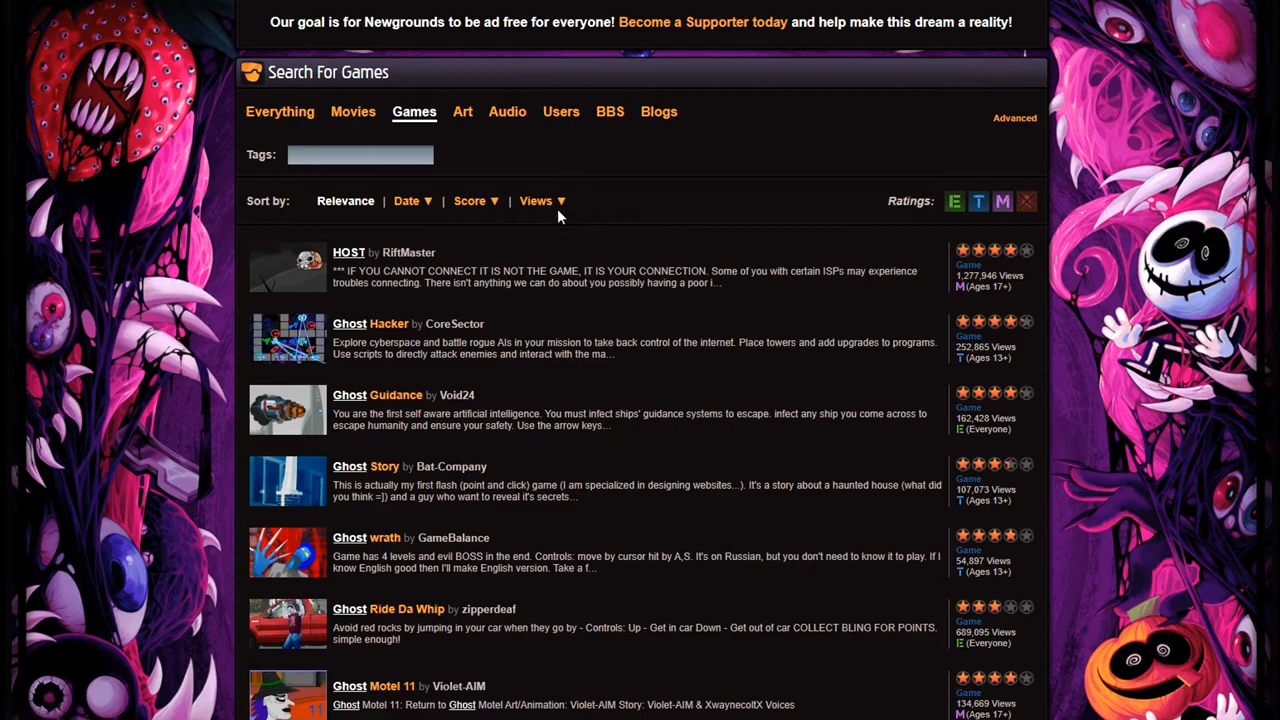 Our goal is for Newgrounds to be ad free for everyone! Become a Supporter today and help make this dream a reality!
Search For Games
Everything Movies Games Art Audio Users BBS Blogs
Advanced
Tags:
Sort by: Relevance | Date ▼ | Score ▼ | Views ▼ Ratings: E T M
HOST by RiftMaster
*** IF YOU CANNOT CONNECT IT IS NOT THE GAME, IT IS YOUR CONNECTION. Some of you with certain ISPs may experience
troubles connecting. There isn't anything we can do about you possibly having a poor i...
Game
1,277,946 Views
M (Ages 17+)
Ghost Hacker by CoreSector
Explore cyberspace and battle rogue AIs in your mission to take back control of the internet. Place towers and add upgrades to programs.
Use scripts to directly attack enemies and interact with the ma...
Game
252,865 Views
T (Ages 13+)
Ghost Guidance by Void24
You are the first self aware artificial intelligence. You must infect ships' guidance systems to escape. infect any ship you come across to
escape humanity and ensure your safety. Use the arrow keys...
Game
162,428 Views
E (Everyone)
Ghost Story by Bat-Company
This is actually my first flash (point and click) game (I am specialized in designing websites...). It's a story about a haunted house (what did
you think =]) and a guy who want to reveal it's secrets...
Game
107,073 Views
T (Ages 13+)
Ghost wrath by GameBalance
Game has 4 levels and evil BOSS in the end. Controls: move by cursor hit by A,S. It's on Russian, but you don't need to know it to play. If I
know English good then I'll make English version. Take a f...
Game
54,897 Views
T (Ages 13+)
Ghost Ride Da Whip by zipperdeaf
Avoid red rocks by jumping in your car when they go by - Controls: Up - Get in car Down - Get out of car COLLECT BLING FOR POINTS.
simple enough!
Game
689,095 Views
E (Everyone)
Ghost Motel 11 by Violet-AIM
Ghost Motel 11: Return to Ghost Motel Art/Animation: Violet-AIM Story: Violet-AIM & XwaynecoltX Voices
Game
134,669 Views
M (Ages 17+)
11